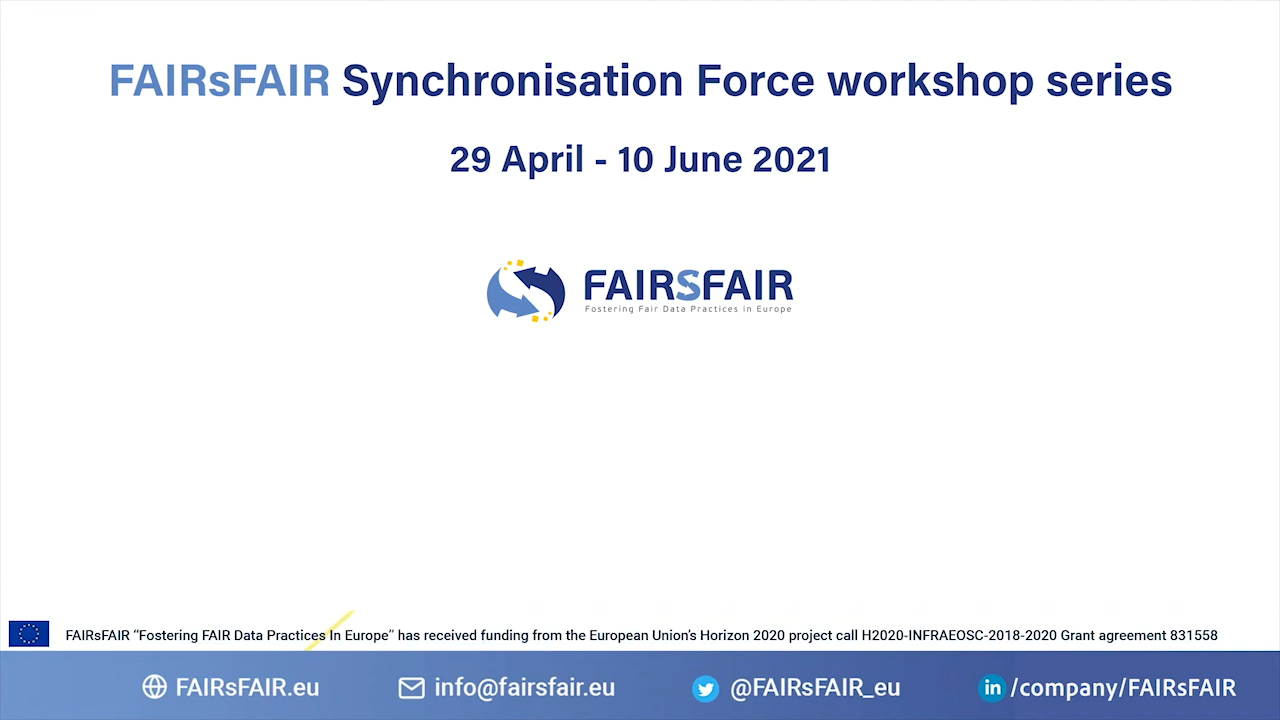 FAIRsFAIR Synchronisation Force workshop series
29 April - 10 June 2021
FAIRSFAIR
Fostering Fair Data Practices in Europe
FAIRsFAIR “Fostering FAIR Data Practices In Europe” has received funding from the European Union’s Horizon 2020 project call H2020-INFRAEOSC-2018-2020 Grant agreement 831558
FAIRsFAIR.eu info@fairsfair.eu @FAIRsFAIR_eu in /company/FAIRsFAIR